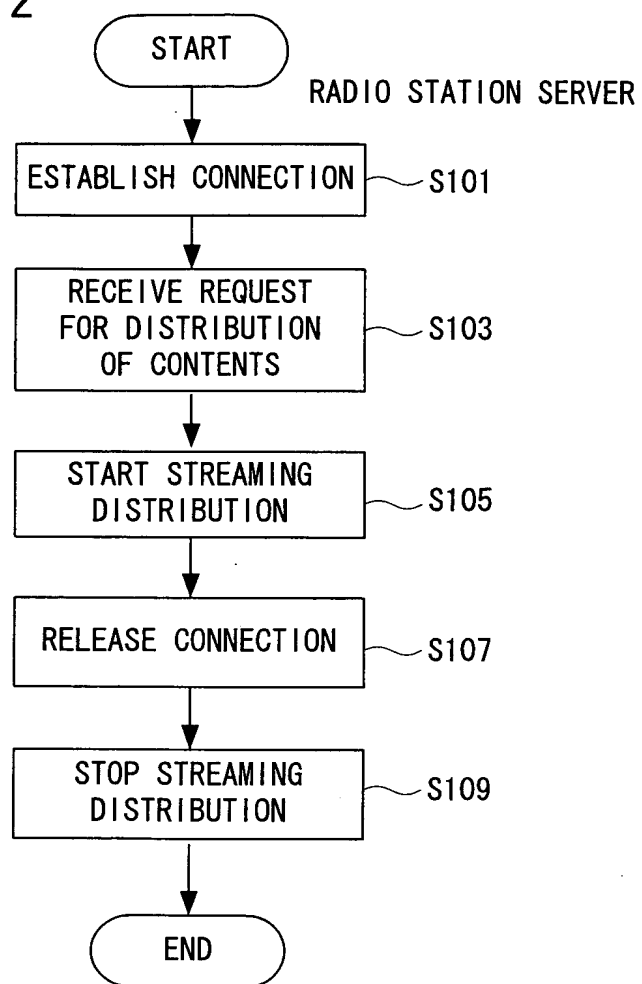 2
START
RADIO STATION SERVER
ESTABLISH CONNECTION
S101
RECEIVE REQUEST
FOR DISTRIBUTION
OF CONTENTS
S103
START STREAMING
DISTRIBUTION
S105
RELEASE CONNECTION
S107
STOP STREAMING
DISTRIBUTION
S109
END